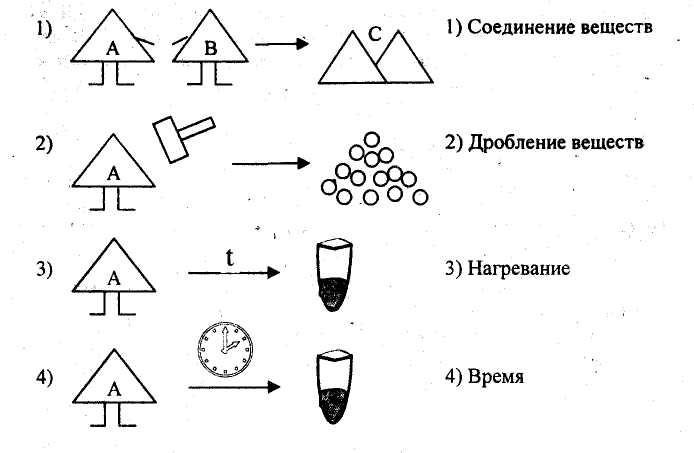 1) A B C 1) Соединение веществ
2) A 2) Дробление веществ
3) A t 3) Нагревание
4) A 4) Время